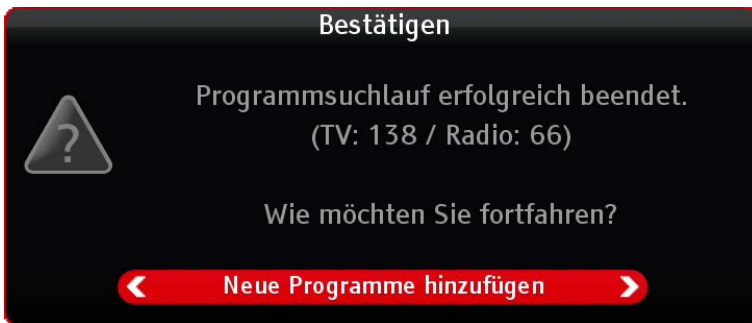 Bestätigen
Programmsuchlauf erfolgreich beendet.
(TV: 138 / Radio: 66)
?
Wie möchten Sie fortfahren?
Neue Programme hinzufügen